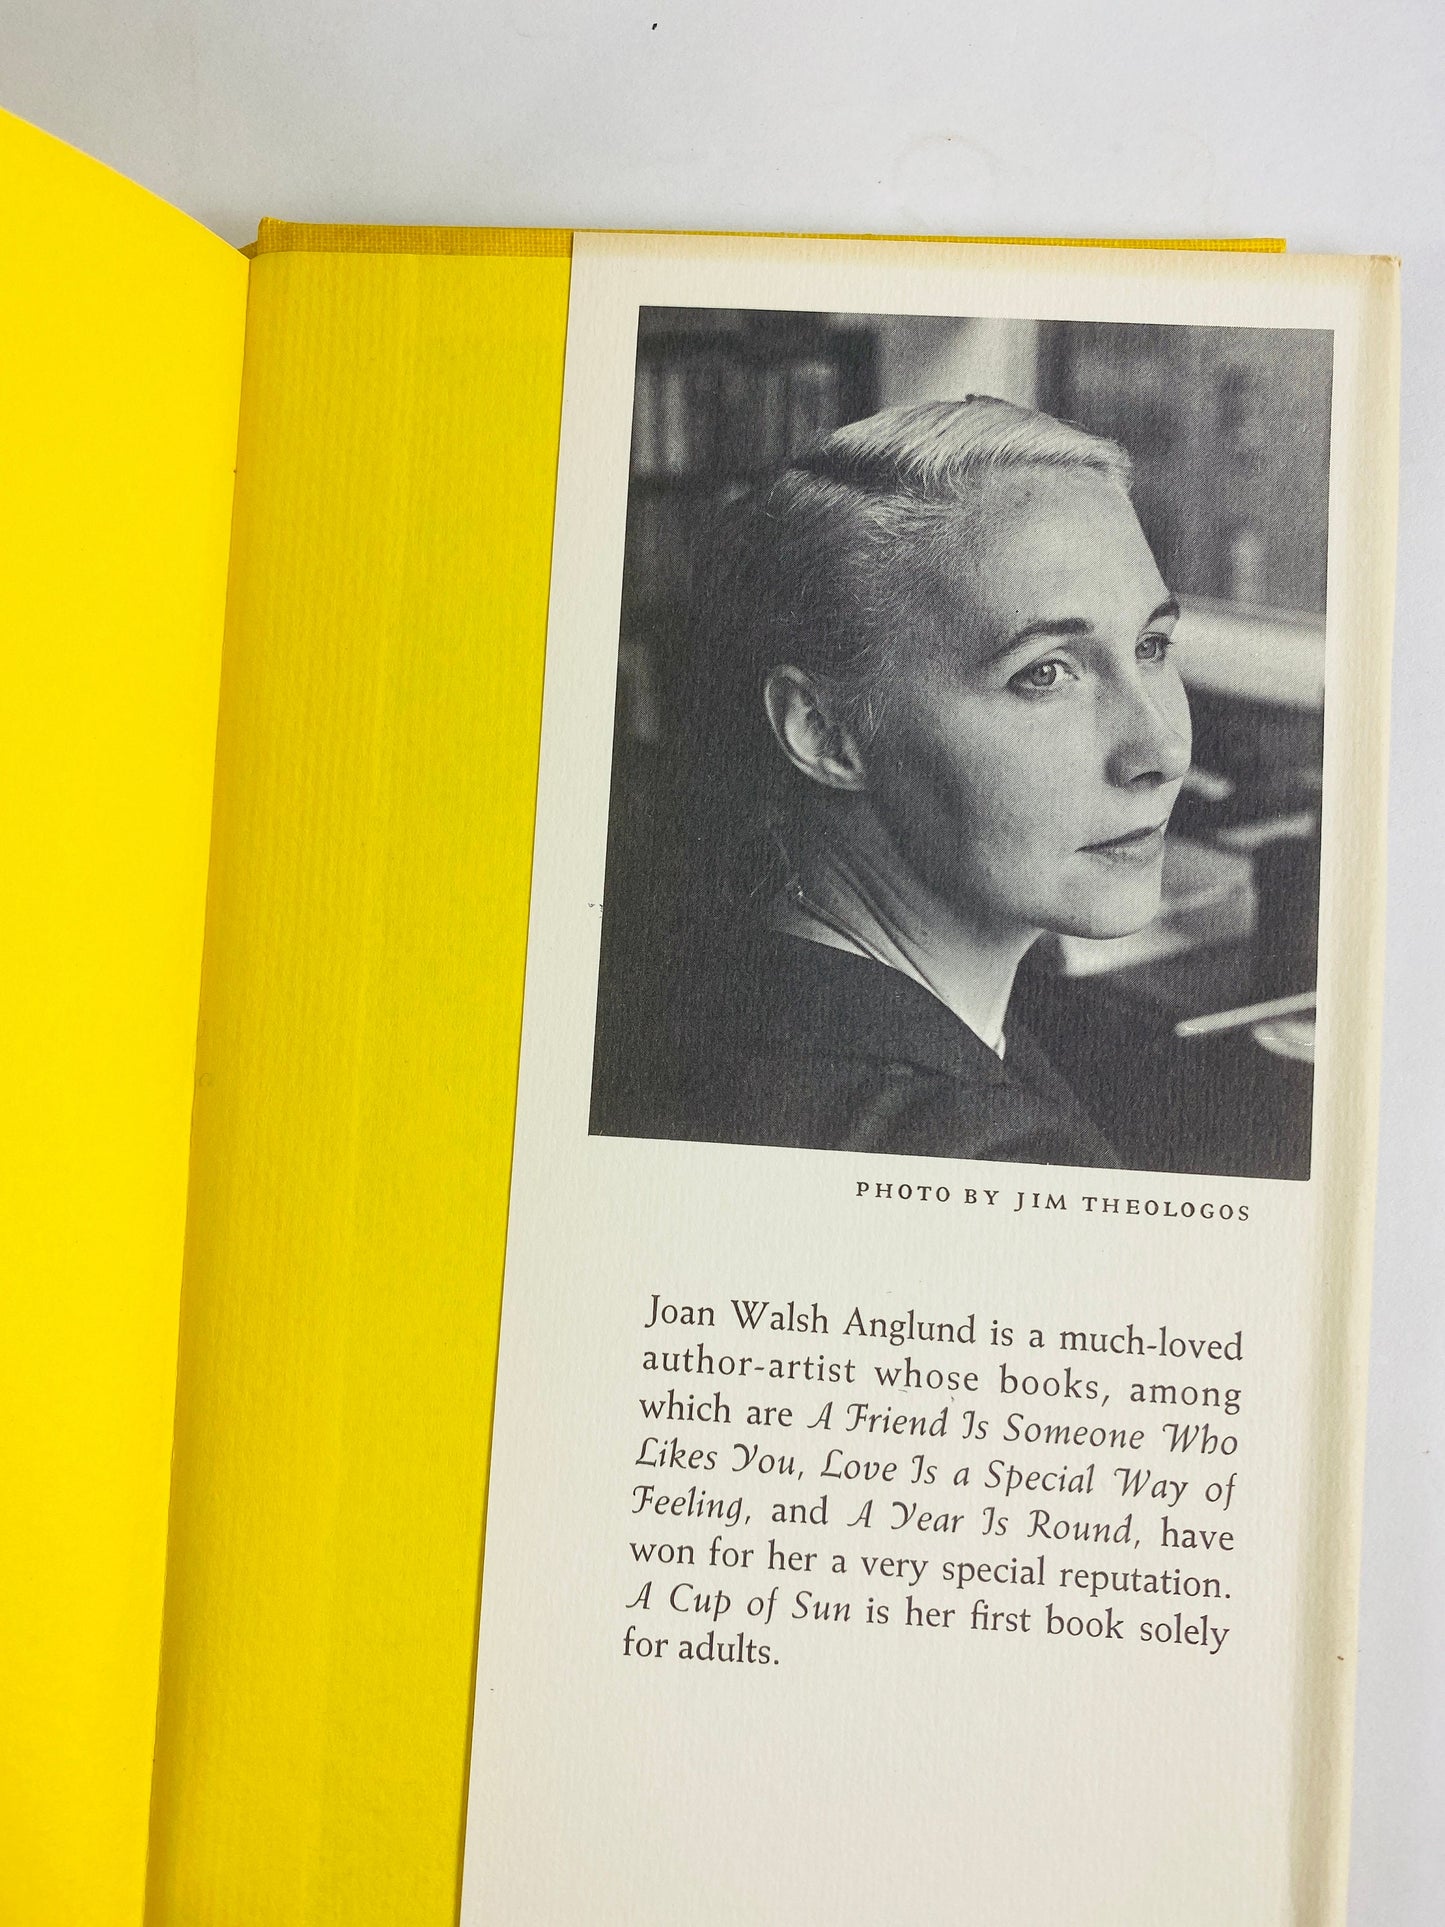 PHOTO BY JIM THEOLOGOS
Joan Walsh Anglund is a much-loved
author-artist whose books, among
which are A Friend Is Someone Who
Likes You, Love Is a Special Way of
Feeling, and A Year Is Round, have
won for her a very special reputation.
A Cup of Sun is her first book solely
for adults.